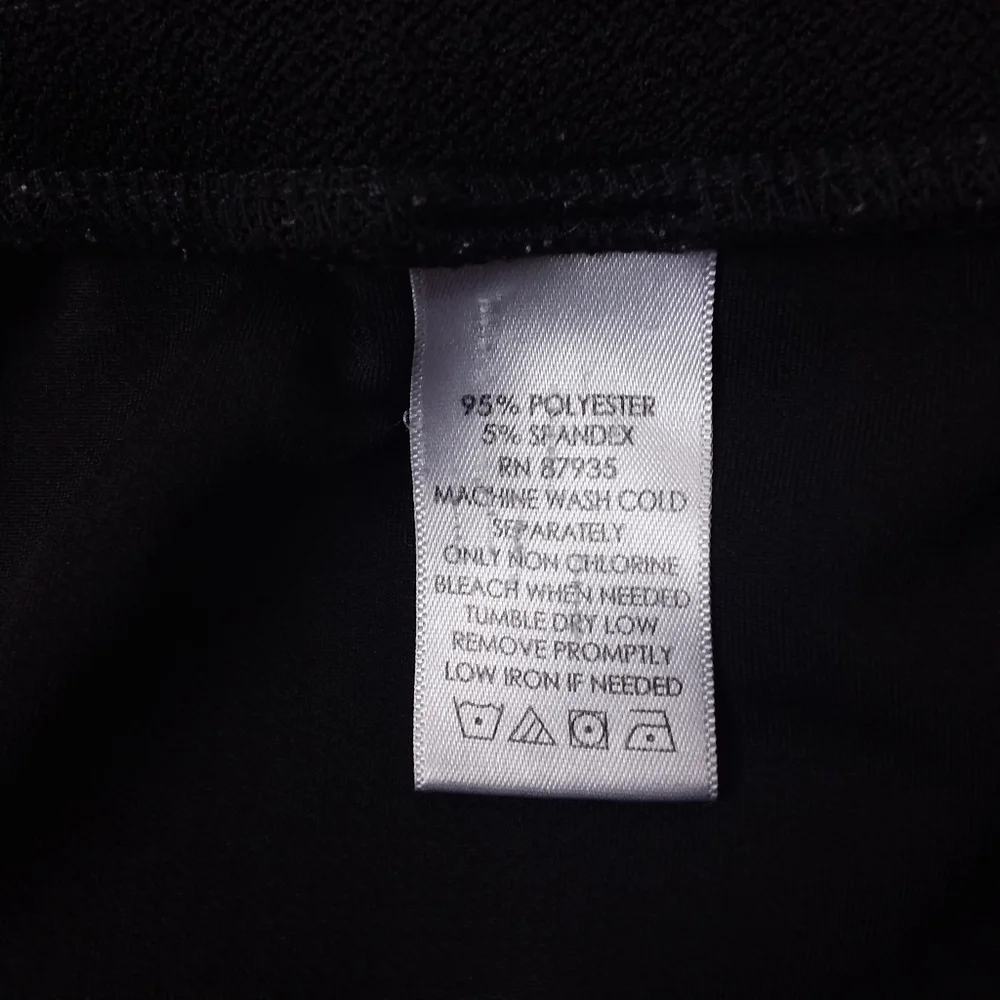 95% POLYESTER
5% SPANDEX
RN 87935
MACHINE WASH COLD
SEPARATELY
ONLY NON CHLORINE
BLEACH WHEN NEEDED
TUMBLE DRY LOW
REMOVE PROMPTLY
LOW IRON IF NEEDED